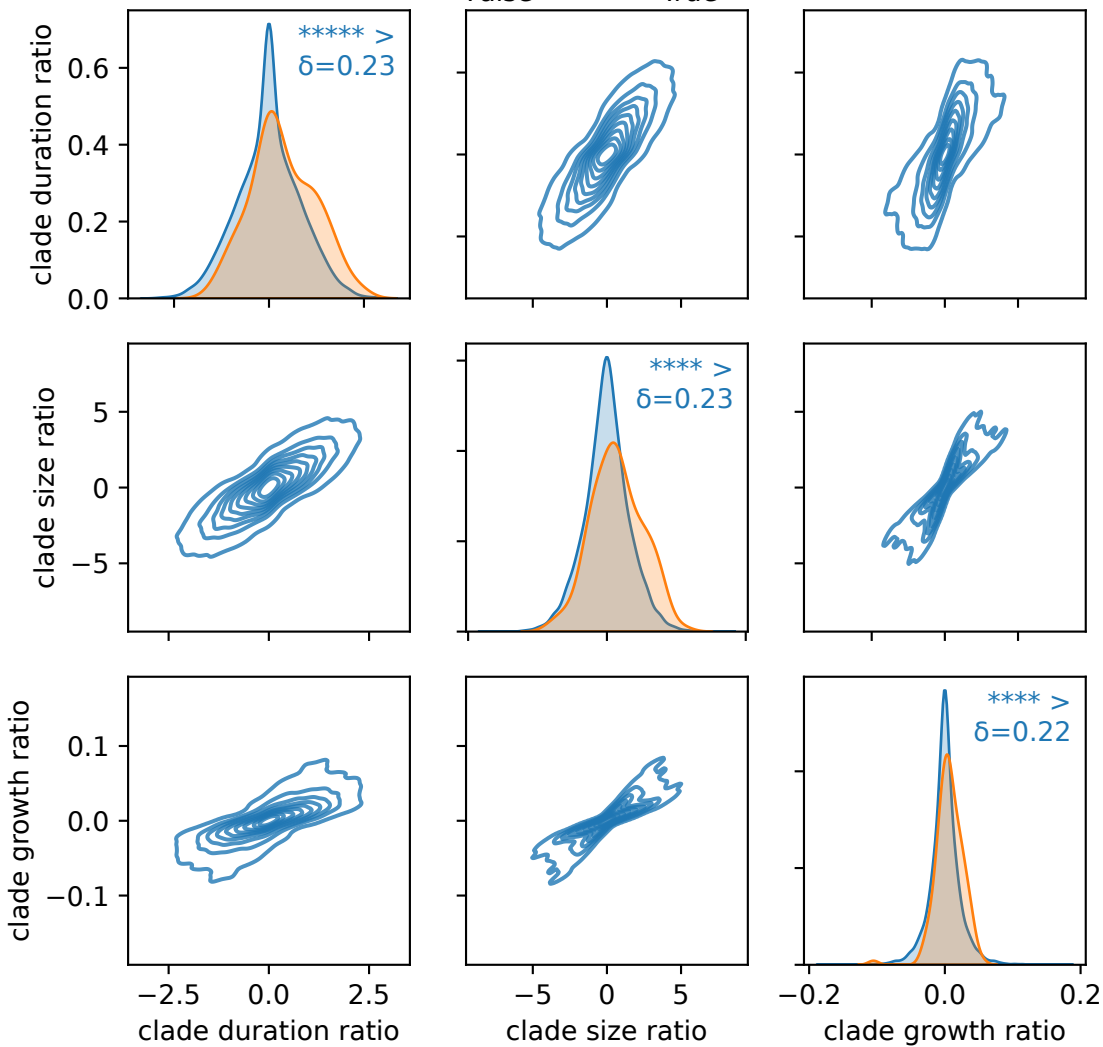 ***** >
δ=0.23
clade duration ratio
0.6
0.4
0.2
0.0
**** >
δ=0.23
clade size ratio
5
0
−5
**** >
δ=0.22
clade growth ratio
0.1
0.0
−0.1
−2.5 0.0 2.5
clade duration ratio
−5 0 5
clade size ratio
−0.2 0.0 0.2
clade growth ratio